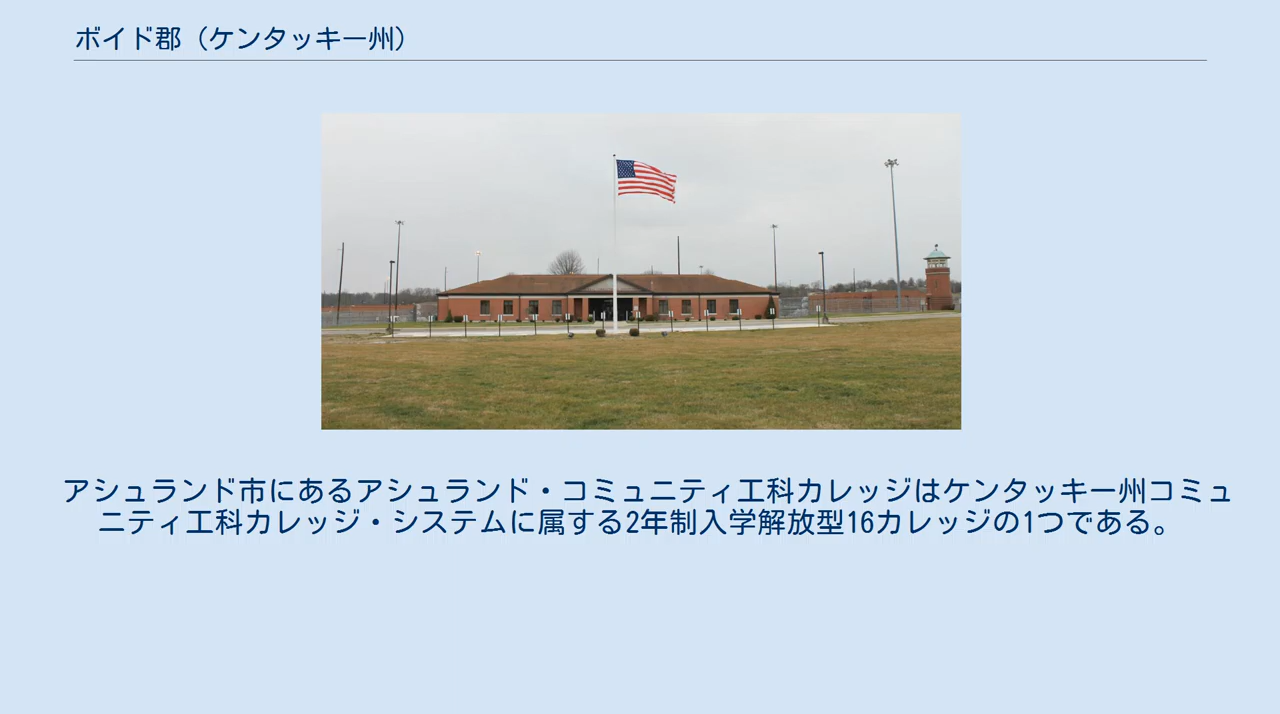 ボイド郡（ケンタッキー州）
アシュランド市にあるアシュランド・コミュニティ工科カレッジはケンタッキー州コミュ
ニティ工科カレッジ・システムに属する2年制入学解放型16カレッジの1つである。